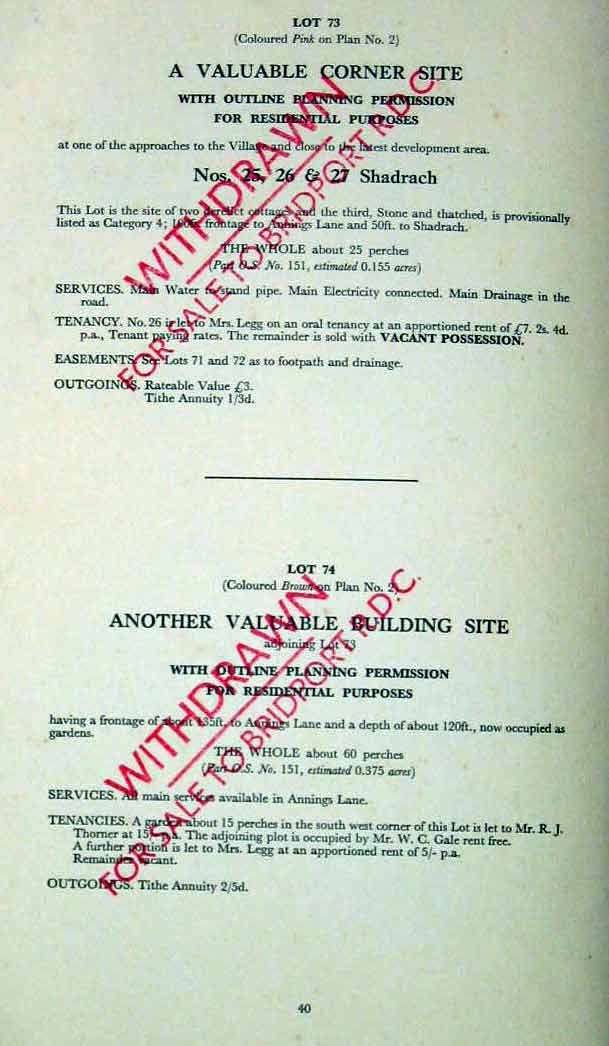 LOT 73
(Coloured Pink on Plan No. 2)
A VALUABLE CORNER SITE
WITH OUTLINE PLANNING PERMISSION
FOR RESIDENTIAL PURPOSES
at one of the approaches to the Village and close to the latest development area.
Nos. 25, 26 & 27 Shadrach
This Lot is the site of two derelict cottages and the third, Stone and thatched, is provisionally
listed as Category 4; frontage to Annings Lane and 50ft. to Shadrach.
THE WHOLE about 25 perches
(Part O.S. No. 151, estimated 0.155 acres)
SERVICES. Main Water to stand pipe. Main Electricity connected. Main Drainage in the
road.
TENANCY. No. 26 is let to Mrs. Legg on an oral tenancy at an apportioned rent of £7. 2s. 4d.
p.a., Tenant paying rates. The remainder is sold with VACANT POSSESSION.
EASEMENTS. See Lots 71 and 72 as to footpath and drainage.
OUTGOINGS. Rateable Value £3.
Tithe Annuity 1/3d.
WITHDRAWN
FOR SALE TO BRIDPORT R.D.C.
LOT 74
(Coloured Brown on Plan No. 2)
ANOTHER VALUABLE BUILDING SITE
adjoining Lot 73
WITH OUTLINE PLANNING PERMISSION
FOR RESIDENTIAL PURPOSES
having a frontage of about 135ft. to Annings Lane and a depth of about 120ft., now occupied as
gardens.
THE WHOLE about 60 perches
(Part O.S. No. 151, estimated 0.375 acres)
SERVICES. All main services available in Annings Lane.
TENANCIES. A garden about 15 perches in the south west corner of this Lot is let to Mr. R. J.
Thorner at 15/- p.a. The adjoining plot is occupied by Mr. W. C. Gale rent free.
A further portion is let to Mrs. Legg at an apportioned rent of 5/- p.a.
Remainder vacant.
OUTGOINGS. Tithe Annuity 2/5d.
WITHDRAWN
FOR SALE TO BRIDPORT R.D.C.
40